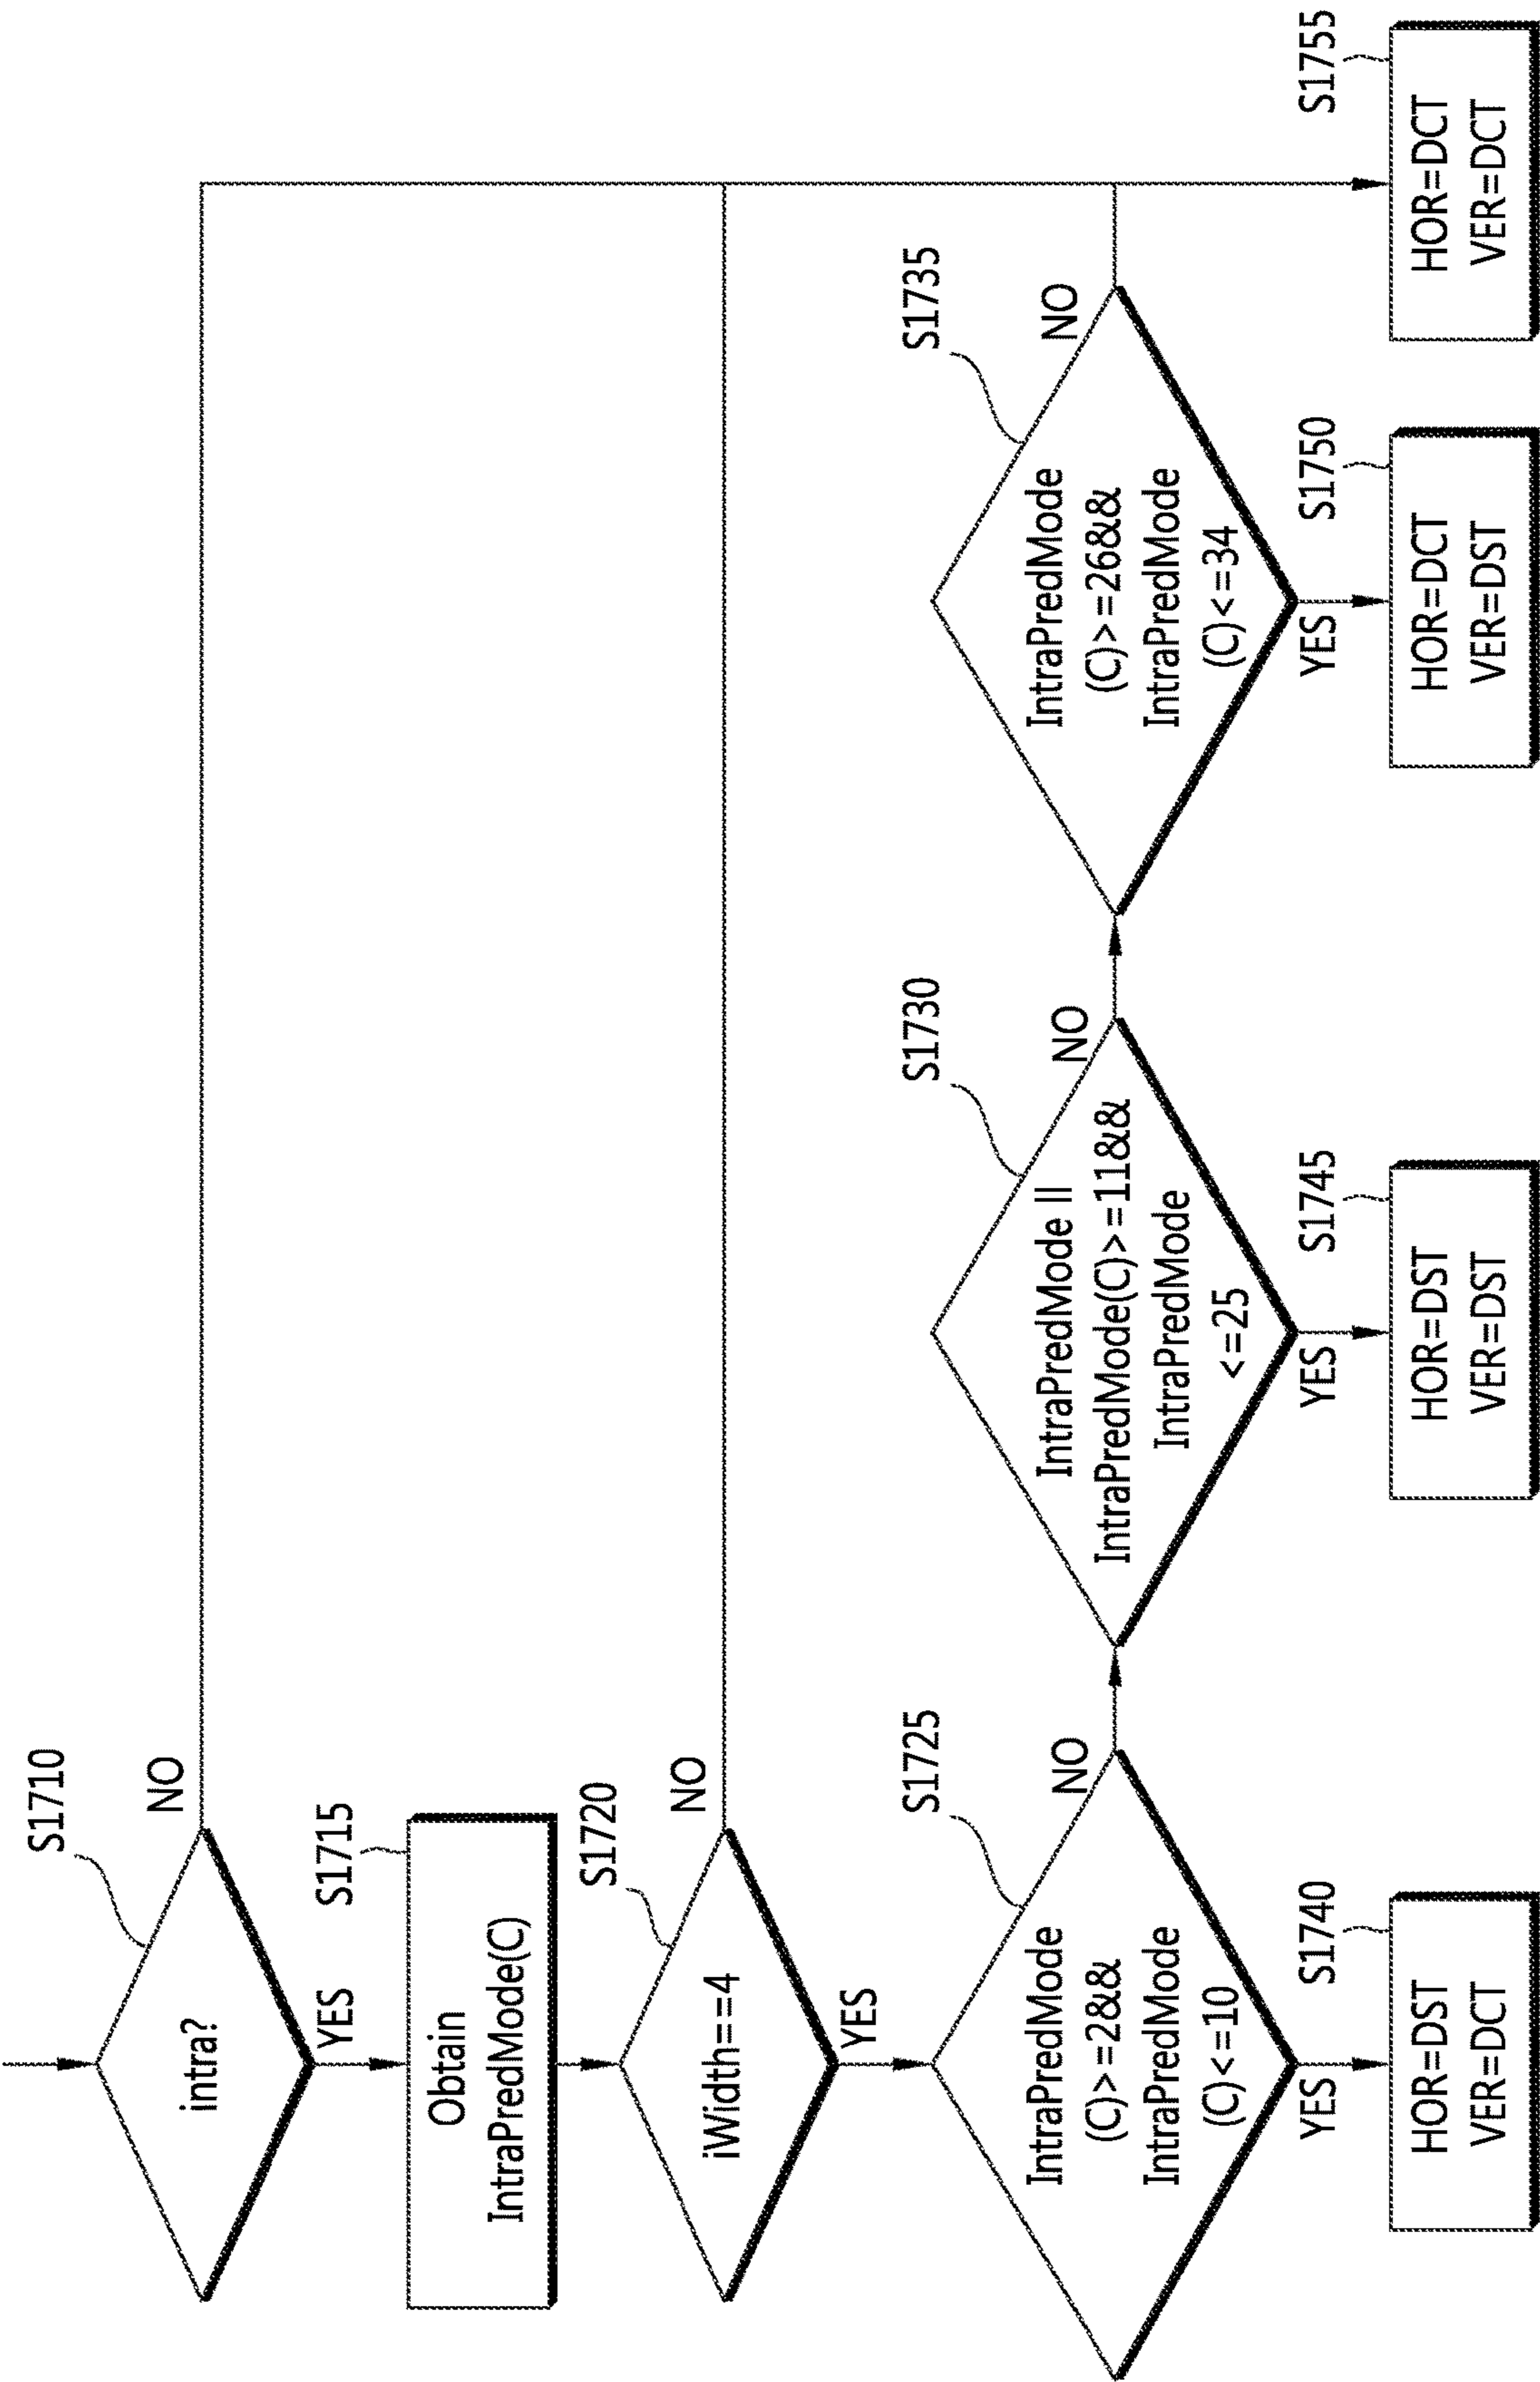 S1710
intra?
NO
YES
S1715
Obtain
IntraPredMode(C)
S1720
iWidth==4
NO
YES
S1725
IntraPredMode
(C)>=2&&
IntraPredMode
(C)<=10
NO
YES
S1730
IntraPredMode ||
IntraPredMode(C)>=11&&
IntraPredMode
<=25
NO
YES
S1735
IntraPredMode
(C)>=26&&
IntraPredMode
(C)<=34
NO
YES
S1740
HOR=DST
VER=DCT
S1745
HOR=DST
VER=DST
S1750
HOR=DCT
VER=DST
S1755
HOR=DCT
VER=DCT